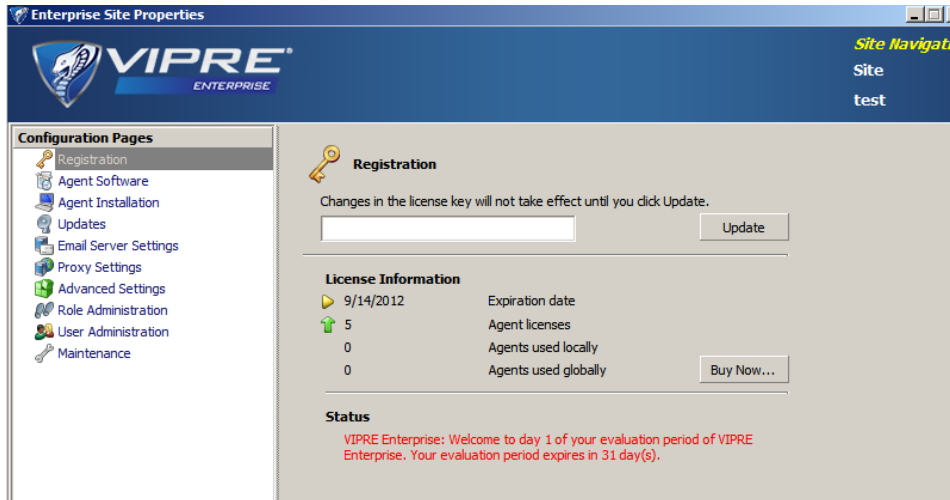 Enterprise Site Properties
VIPRE®
ENTERPRISE
Site
test
Configuration Pages
Registration
Agent Software
Agent Installation
Updates
Email Server Settings
Proxy Settings
Advanced Settings
Role Administration
User Administration
Maintenance
Registration
Changes in the license key will not take effect until you click Update.
Update
License Information
9/14/2012 Expiration date
5 Agent licenses
0 Agents used locally
0 Agents used globally
Buy Now...
Status
VIPRE Enterprise: Welcome to day 1 of your evaluation period of VIPRE
Enterprise. Your evaluation period expires in 31 day(s).